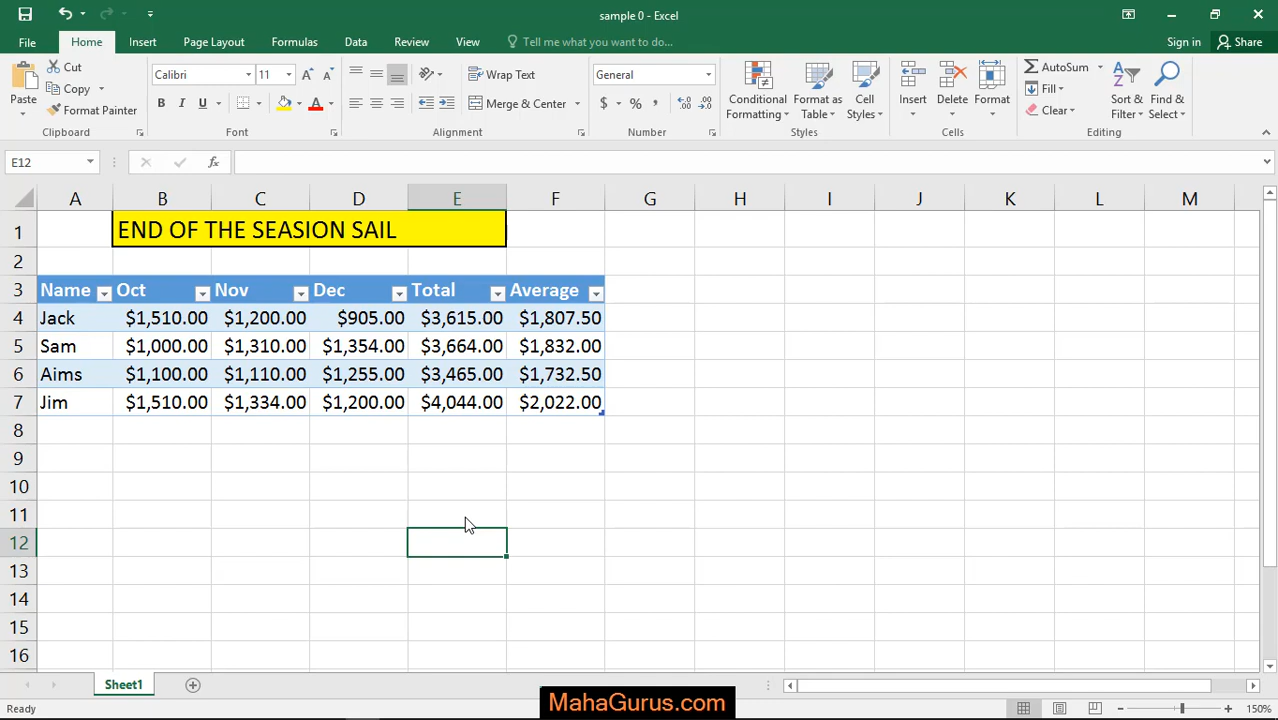 sample 0 - Excel
File Home Insert Page Layout Formulas Data Review View Tell me what you want to do... Sign in Share
Cut Calibri 11 A A Wrap Text General AutoSum
Paste Copy Conditional Formatting Format as Table Cell Styles Insert Delete Format Fill Sort & Filter Find & Select
Format Painter B I U A Merge & Center $ % , Clear
Clipboard Font Alignment Number Styles Cells Editing
E12 fx
A B C D E F G H I J K L M
1 END OF THE SEASION SAIL
2
3 Name Oct Nov Dec Total Average
4 Jack $1,510.00 $1,200.00 $905.00 $3,615.00 $1,807.50
5 Sam $1,000.00 $1,310.00 $1,354.00 $3,664.00 $1,832.00
6 Aims $1,100.00 $1,110.00 $1,255.00 $3,465.00 $1,732.50
7 Jim $1,510.00 $1,334.00 $1,200.00 $4,044.00 $2,022.00
8
9
10
11
12
13
14
15
16
Sheet1
Ready MahaGurus.com 150%